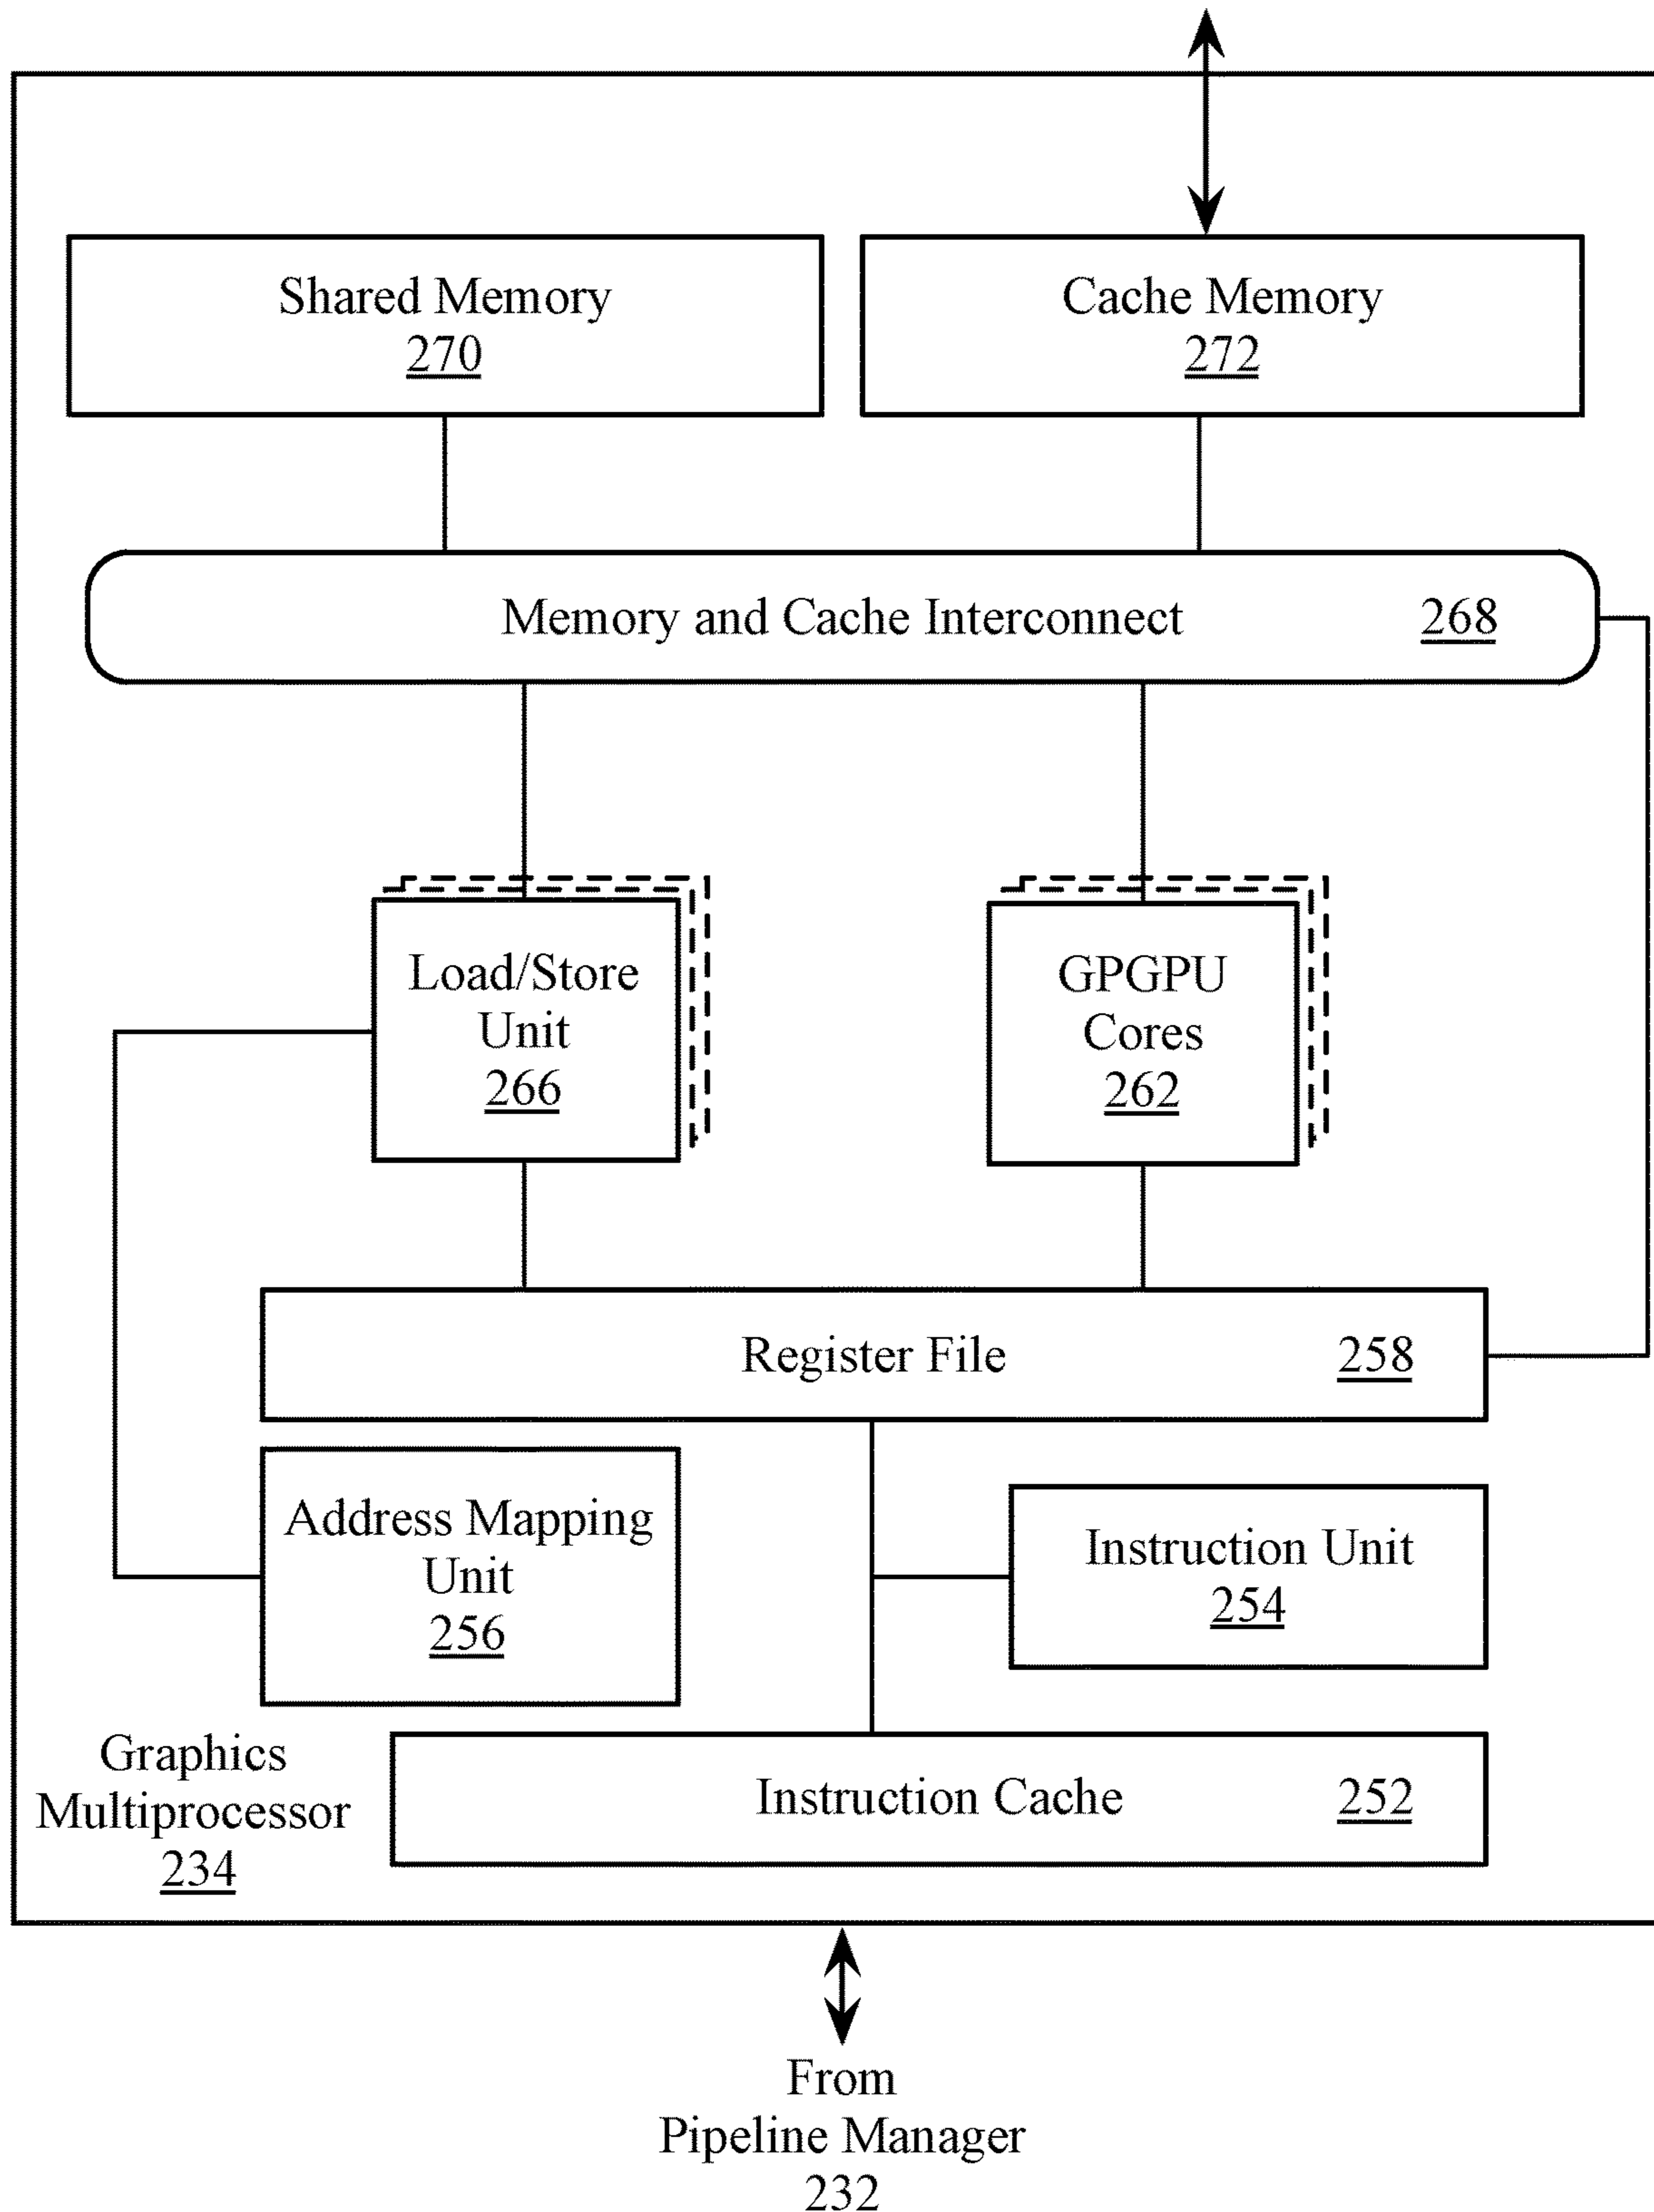 Shared Memory
270
Cache Memory
272
Memory and Cache Interconnect 268
Load/Store
Unit
266
GPGPU
Cores
262
Register File 258
Address Mapping
Unit
256
Instruction Unit
254
Graphics
Multiprocessor
234
Instruction Cache 252
From
Pipeline Manager
232